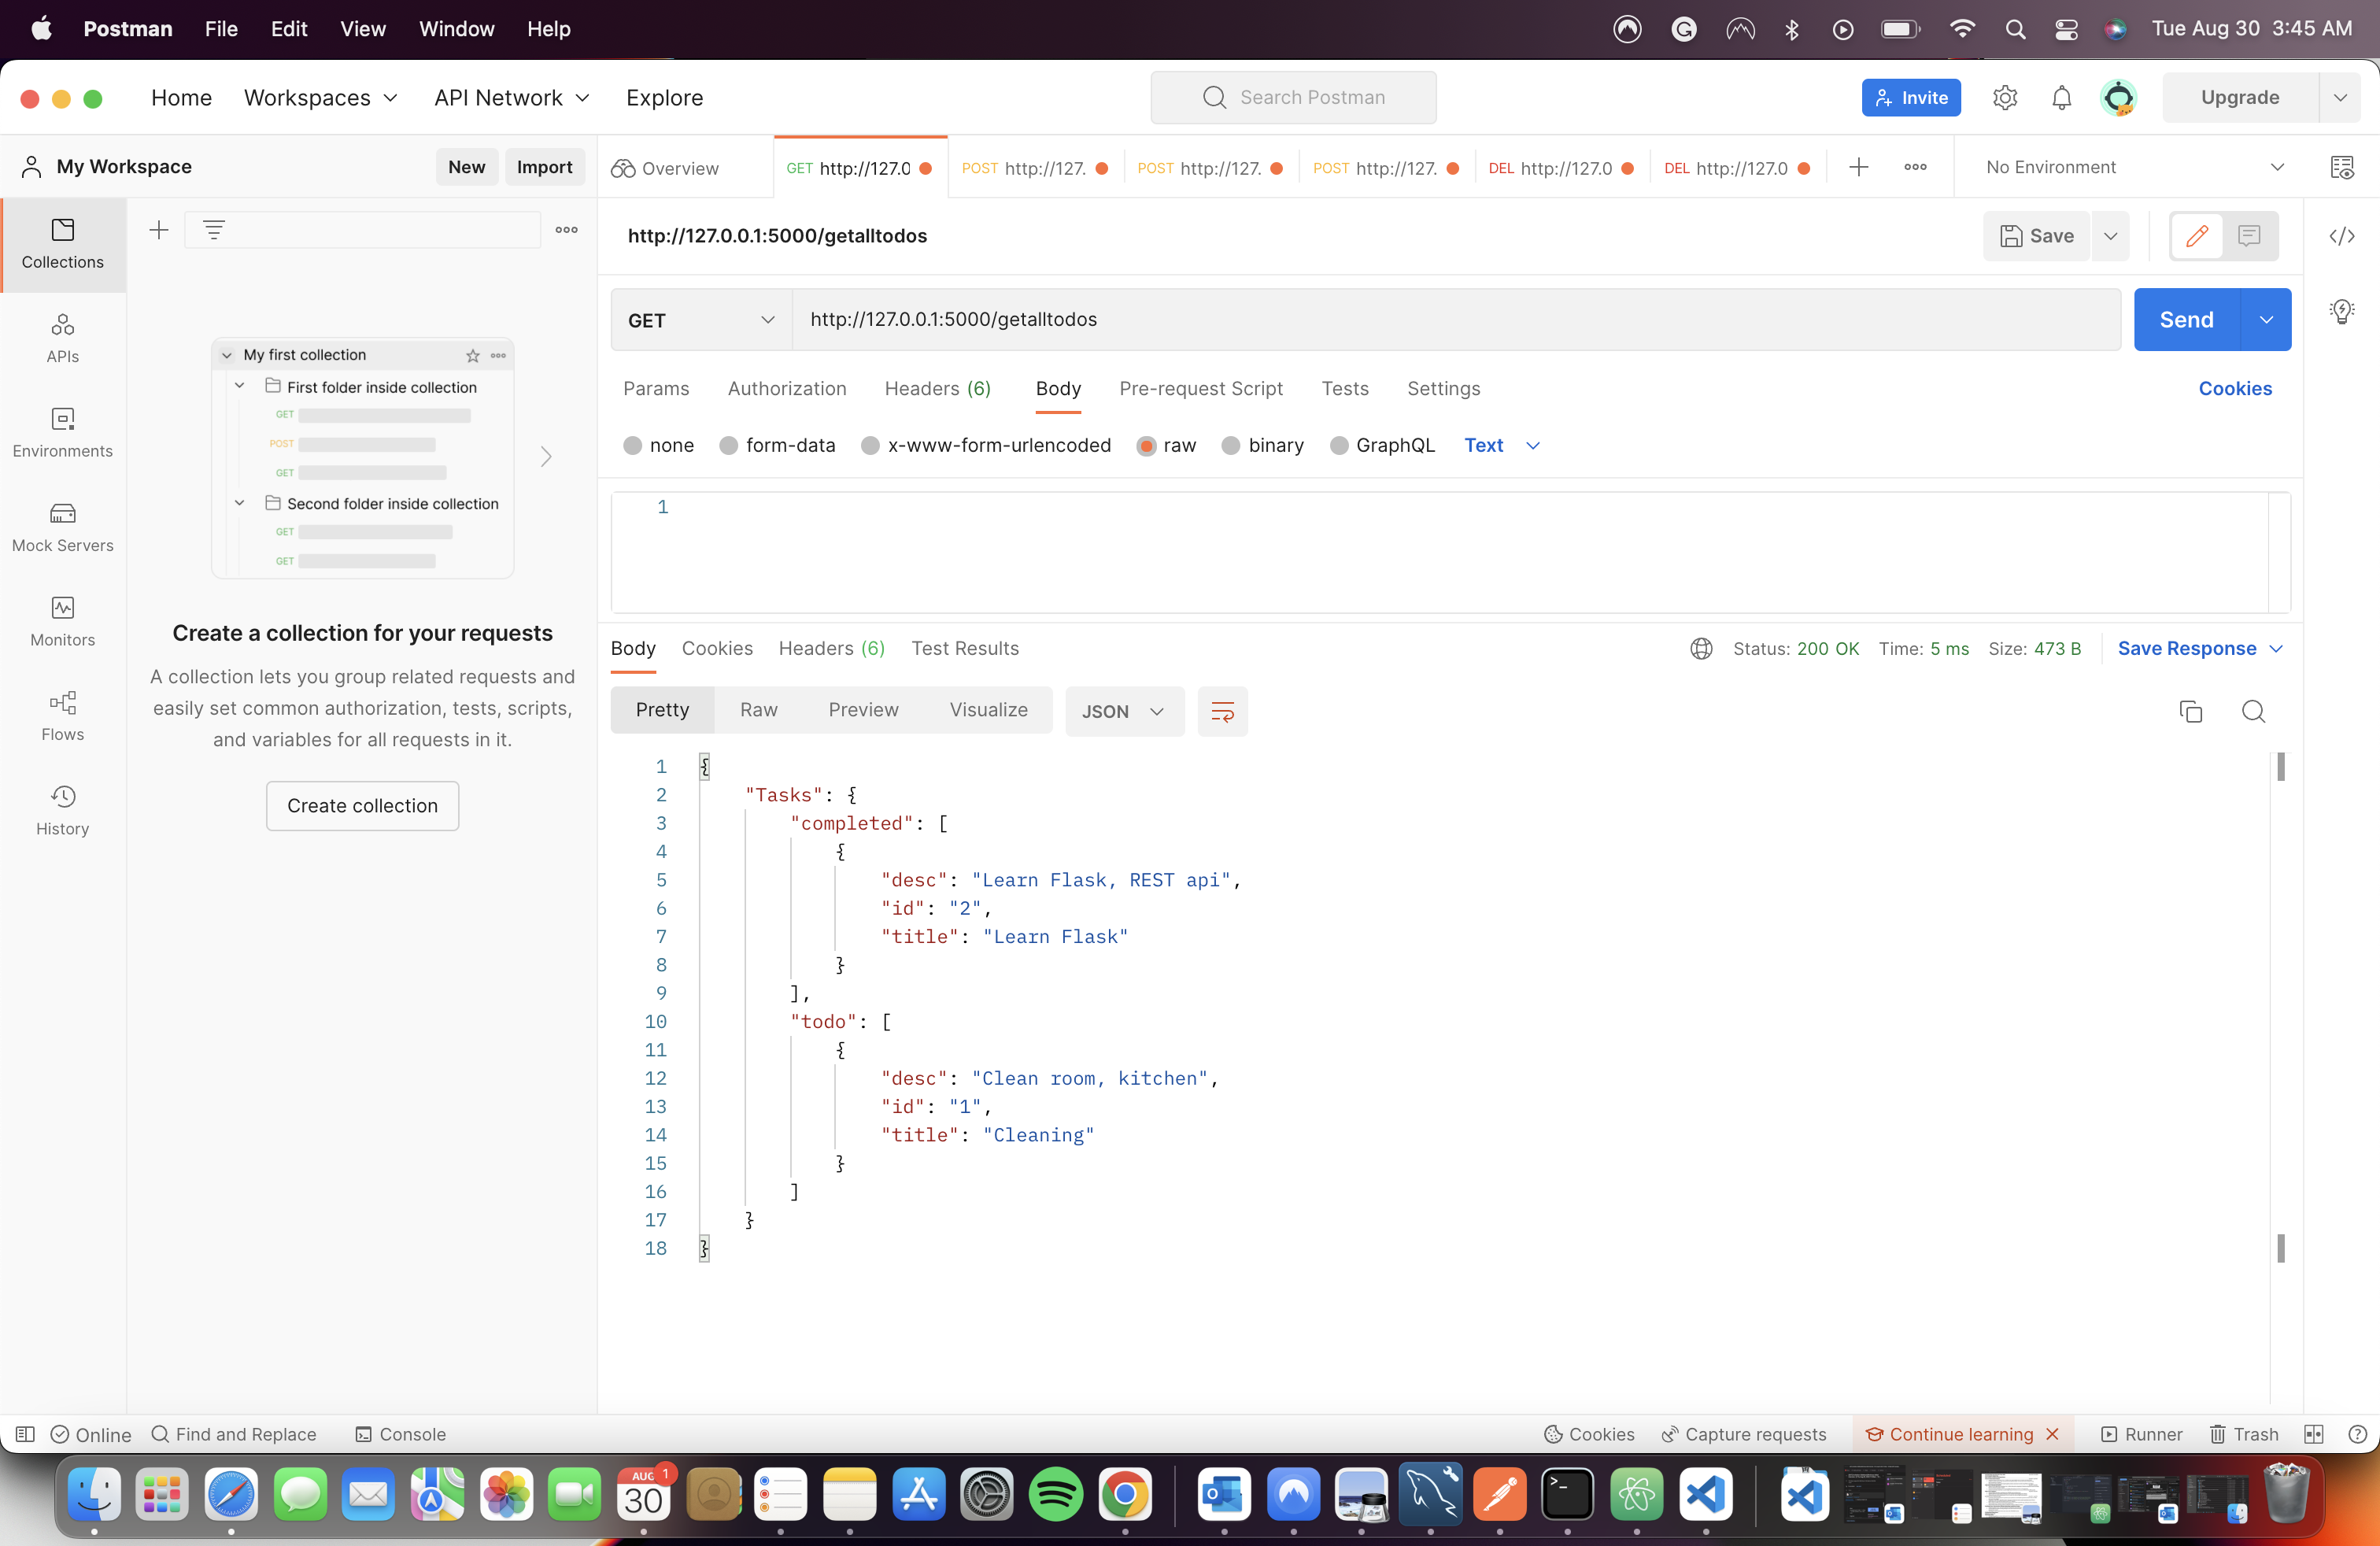 Postman File Edit View Window Help Tue Aug 30 3:45 AM
Home Workspaces API Network Explore Search Postman Invite Upgrade
My Workspace New Import Overview GET http://127.0 POST http://127. POST http://127. POST http://127. DEL http://127.0 DEL http://127.0 No Environment
Collections
APIs
Environments
Mock Servers
Monitors
Flows
History
My first collection
First folder inside collection
GET
POST
GET
Second folder inside collection
GET
GET
Create a collection for your requests
A collection lets you group related requests and
easily set common authorization, tests, scripts,
and variables for all requests in it.
Create collection
http://127.0.0.1:5000/getalltodos Save
GET http://127.0.0.1:5000/getalltodos Send
Params Authorization Headers (6) Body Pre-request Script Tests Settings Cookies
none form-data x-www-form-urlencoded raw binary GraphQL Text
1
Body Cookies Headers (6) Test Results Status: 200 OK Time: 5 ms Size: 473 B Save Response
Pretty Raw Preview Visualize JSON
1 {
2 "Tasks": {
3 "completed": [
4 {
5 "desc": "Learn Flask, REST api",
6 "id": "2",
7 "title": "Learn Flask"
8 }
9 ],
10 "todo": [
11 {
12 "desc": "Clean room, kitchen",
13 "id": "1",
14 "title": "Cleaning"
15 }
16 ]
17 }
18 }
Online Find and Replace Console Cookies Capture requests Continue learning Runner Trash
AUG 1
30